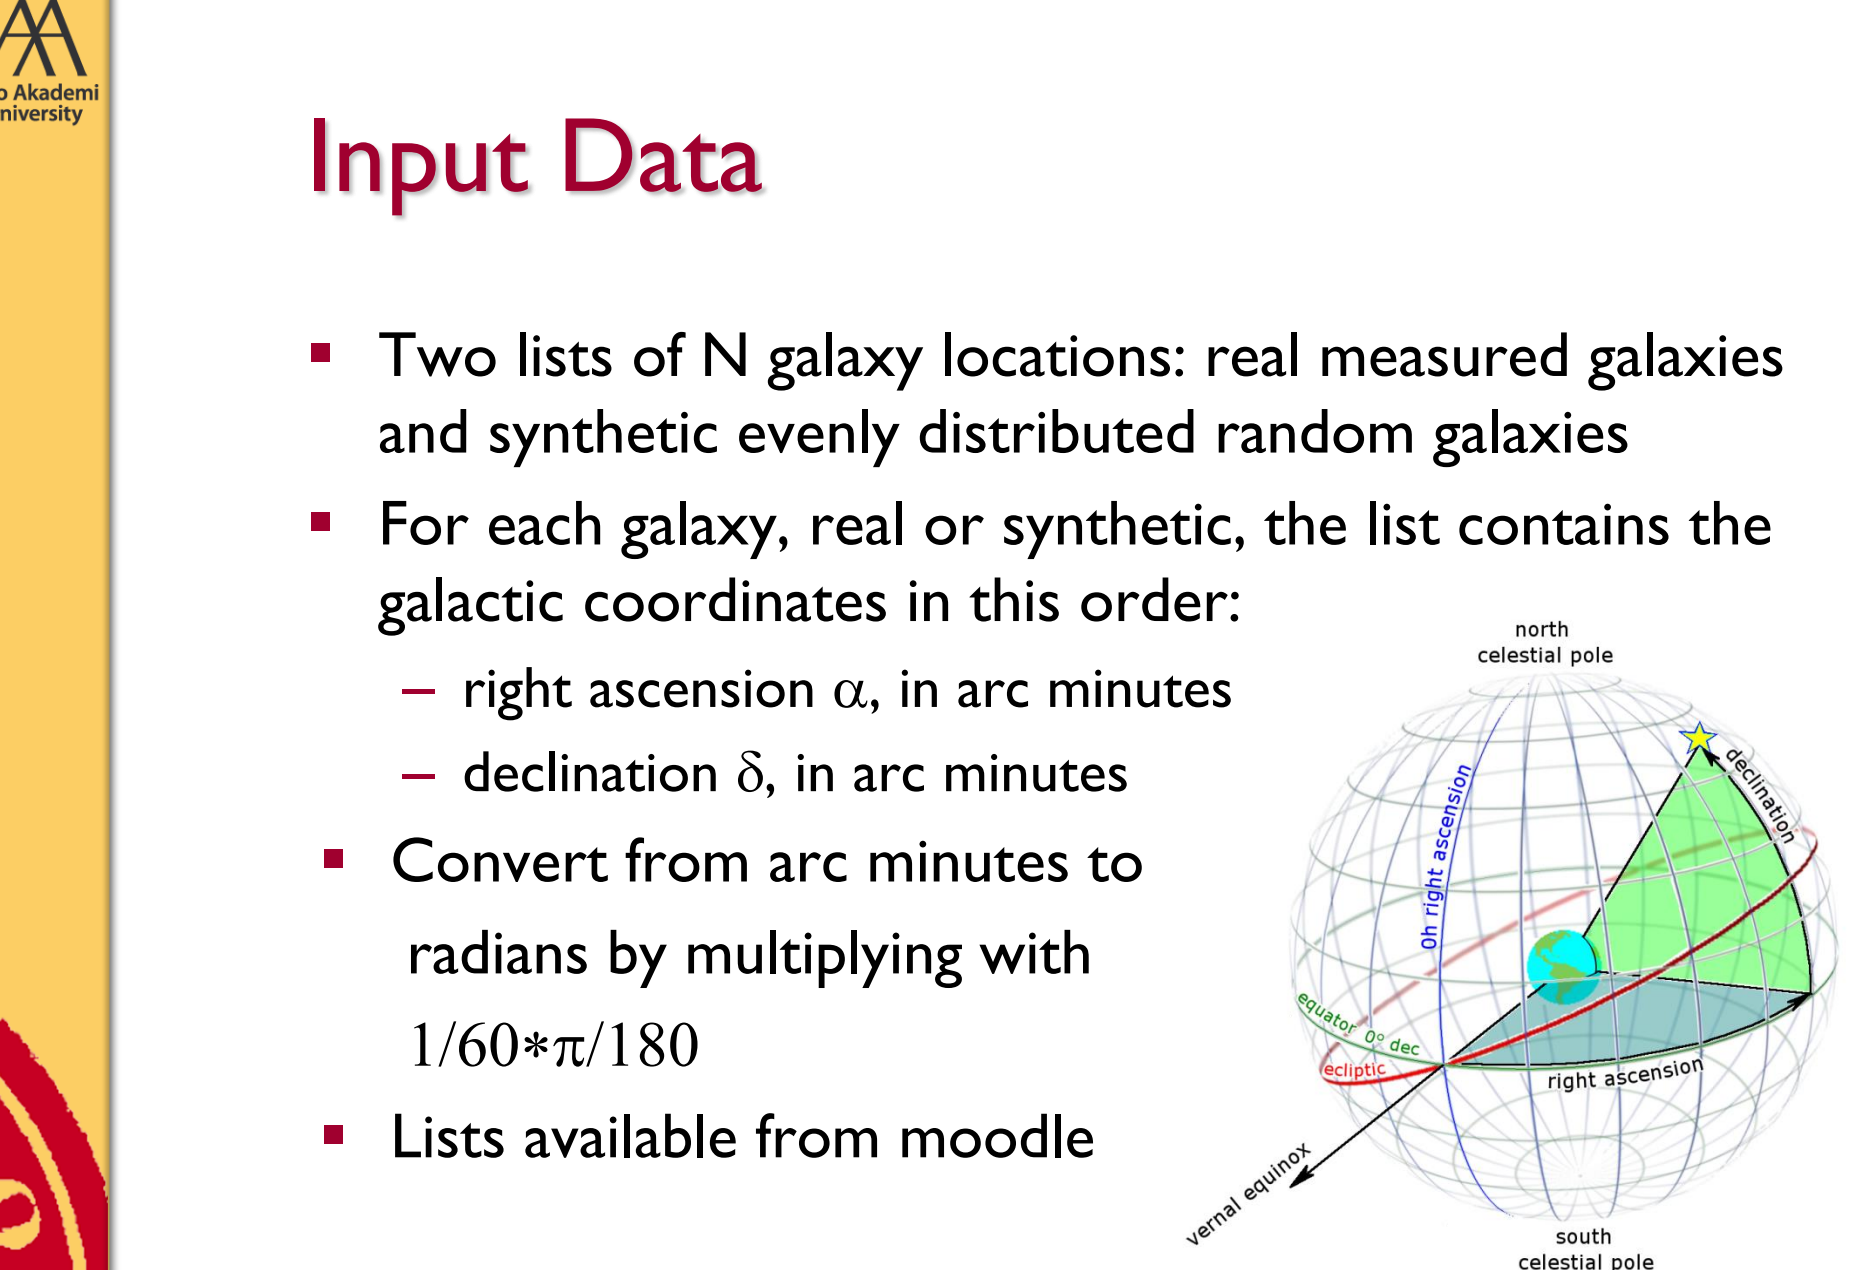 o Akademi
niversity
Input Data
Two lists of N galaxy locations: real measured galaxies
and synthetic evenly distributed random galaxies
For each galaxy, real or synthetic, the list contains the
galactic coordinates in this order:
– right ascension α, in arc minutes
– declination δ, in arc minutes
Convert from arc minutes to
radians by multiplying with
1/60*π/180
Lists available from moodle
north
celestial pole
declination
0h right ascension
equator 0° dec
ecliptic
right ascension
vernal equinox
south
celestial pole